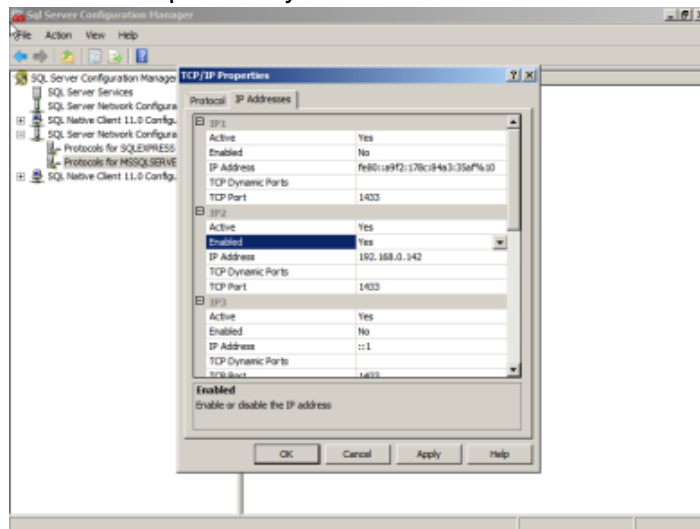 Sql Server Configuration Manager
File Action View Help
SQL Server Configuration Manager
SQL Server Services
SQL Server Network Configura
SQL Native Client 11.0 Config.
SQL Server Network Configura
Protocols for SQLEXPRESS
Protocols for MSSQLSERVE
SQL Native Client 11.0 Config.
TCP/IP Properties
Protocol IP Addresses
IP1
Active Yes
Enabled No
IP Address fe80::a9f2:178c:84a3:35af%10
TCP Dynamic Ports
TCP Port 1433
IP2
Active Yes
Enabled Yes
IP Address 192.168.0.142
TCP Dynamic Ports
TCP Port 1433
IP3
Active Yes
Enabled No
IP Address ::1
TCP Dynamic Ports
TCP Port 1433
Enabled
Enable or disable the IP address
OK Cancel Apply Help